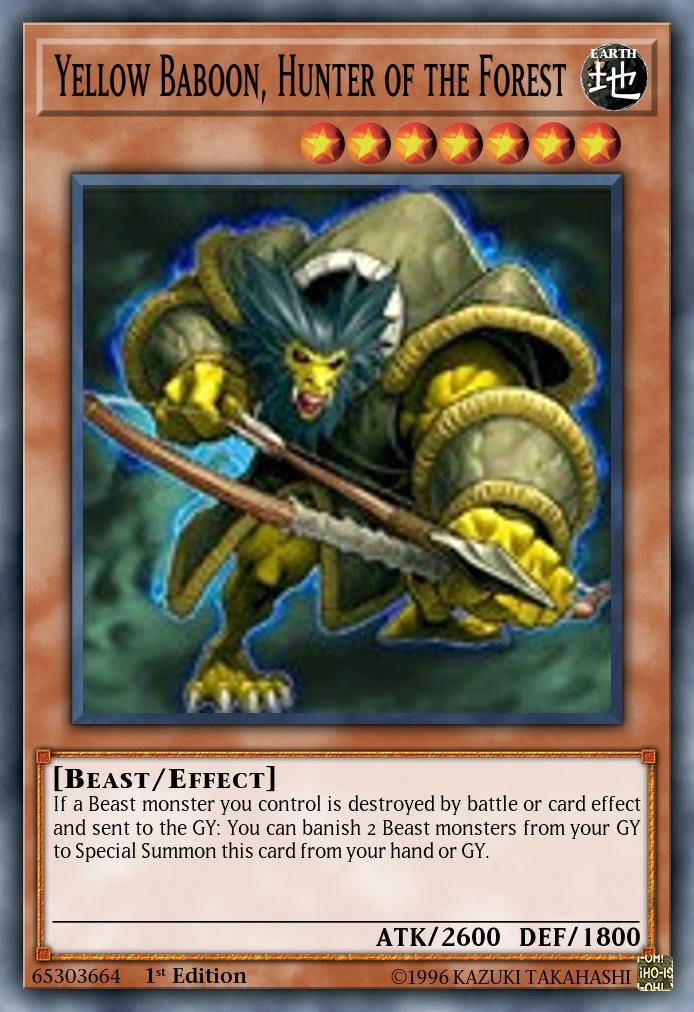 Yellow Baboon, Hunter of the Forest
EARTH
地
[Beast/Effect]
If a Beast monster you control is destroyed by battle or card effect
and sent to the GY: You can banish 2 Beast monsters from your GY
to Special Summon this card from your hand or GY.
ATK/2600 DEF/1800
65303664 1st Edition ©1996 KAZUKI TAKAHASHI